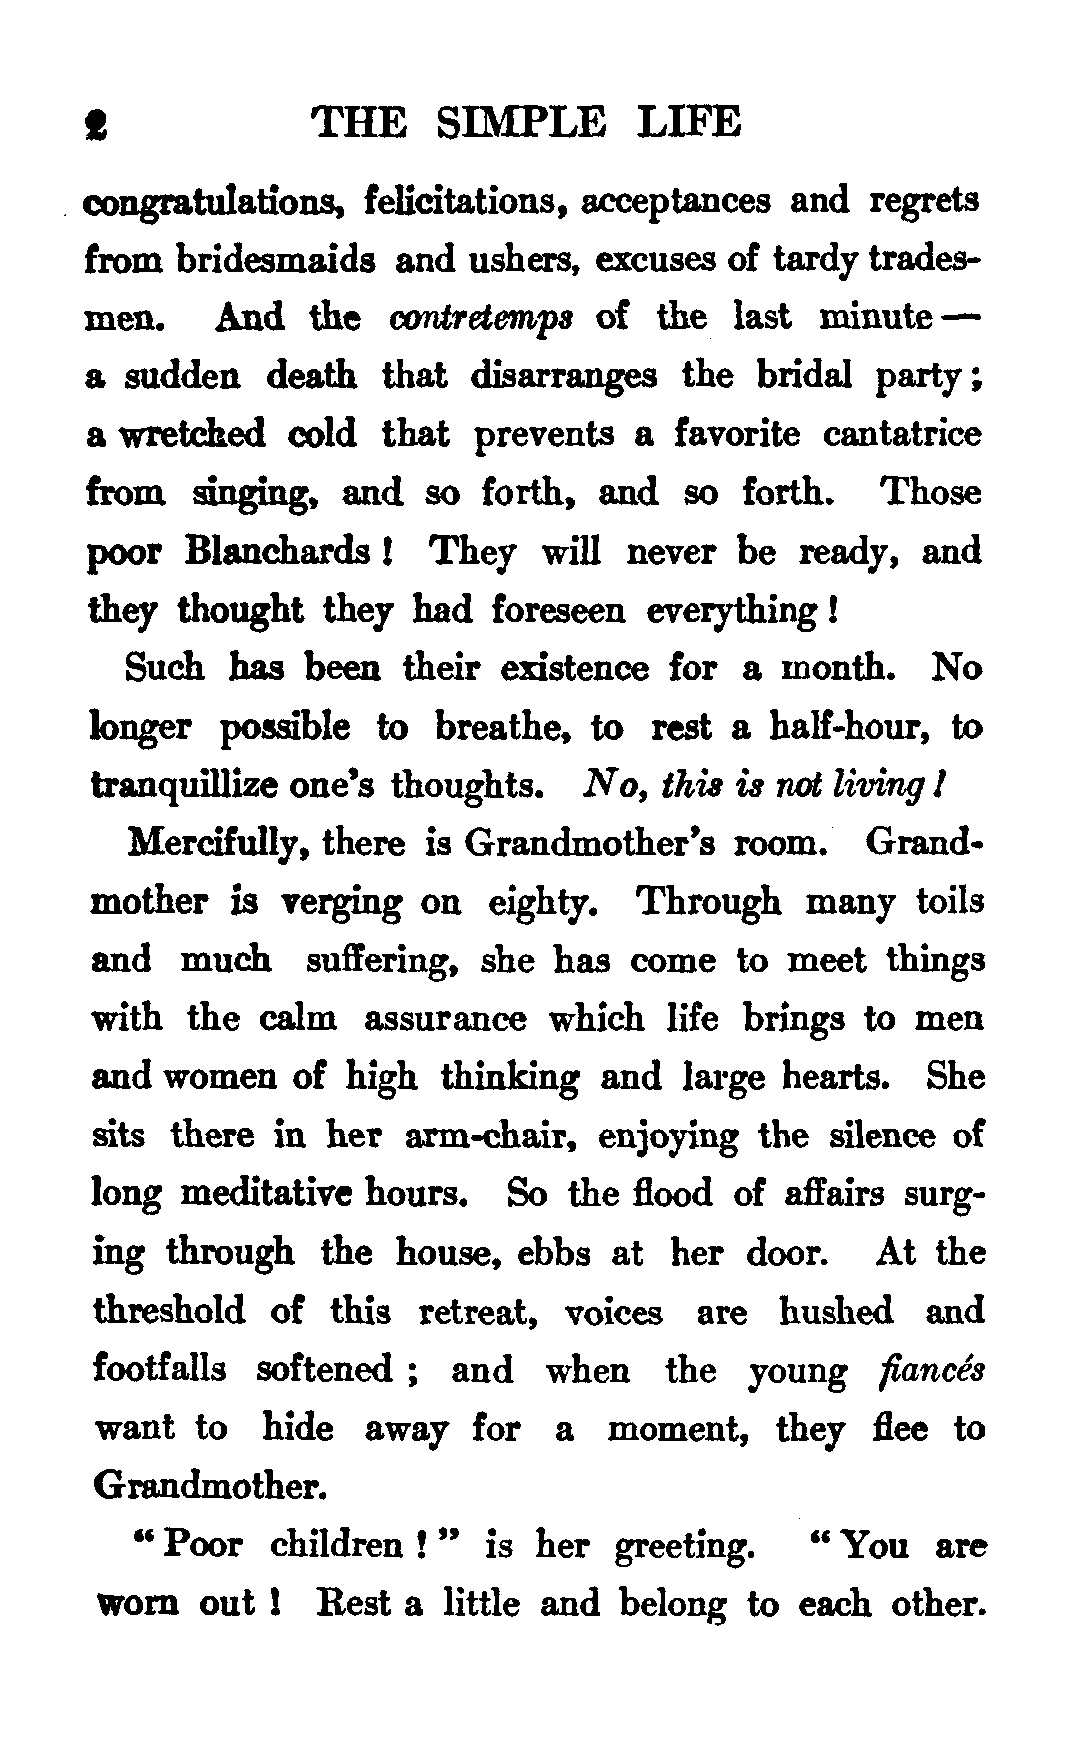 2 THE SIMPLE LIFE
congratulations, felicitations, acceptances and regrets
from bridesmaids and ushers, excuses of tardy trades-
men. And the contretemps of the last minute—
a sudden death that disarranges the bridal party;
a wretched cold that prevents a favorite cantatrice
from singing, and so forth, and so forth. Those
poor Blanchards! They will never be ready, and
they thought they had foreseen everything!
Such has been their existence for a month. No
longer possible to breathe, to rest a half-hour, to
tranquillize one's thoughts. No, this is not living!
Mercifully, there is Grandmother's room. Grand-
mother is verging on eighty. Through many toils
and much suffering, she has come to meet things
with the calm assurance which life brings to men
and women of high thinking and large hearts. She
sits there in her arm-chair, enjoying the silence of
long meditative hours. So the flood of affairs surg-
ing through the house, ebbs at her door. At the
threshold of this retreat, voices are hushed and
footfalls softened; and when the young fiancés
want to hide away for a moment, they flee to
Grandmother.
"Poor children!" is her greeting. "You are
worn out! Rest a little and belong to each other.